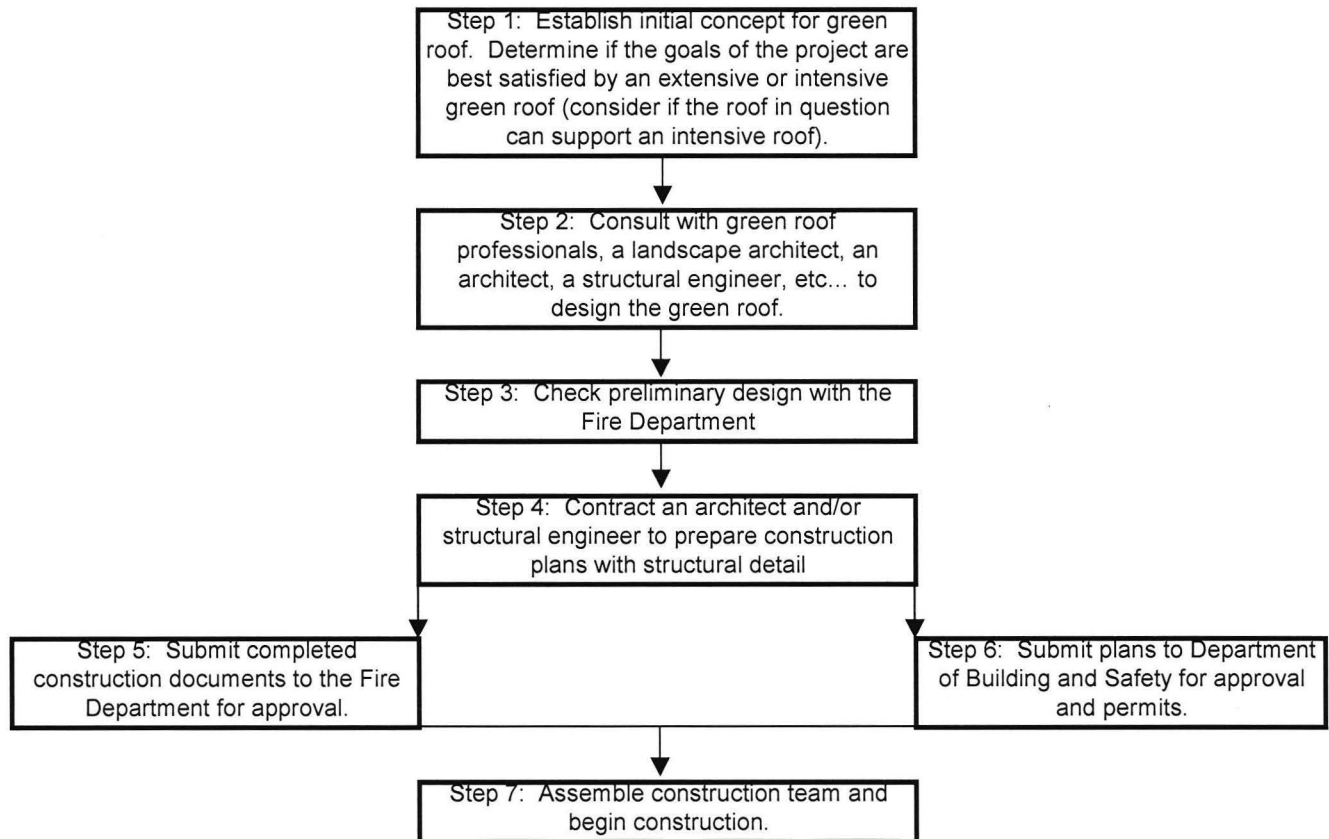 Step 1:  Establish initial concept for green
roof.  Determine if the goals of the project are
best satisfied by an extensive or intensive
green roof (consider if the roof in question
can support an intensive roof).
Step 2:  Consult with green roof
professionals, a landscape architect, an
architect, a structural engineer, etc... to
design the green roof.
Step 3:  Check preliminary design with the
Fire Department
Step 4:  Contract an architect and/or
structural engineer to prepare construction
plans with structural detail
Step 5:  Submit completed
construction documents to the Fire
Department for approval.
Step 6:  Submit plans to Department
of Building and Safety for approval
and permits.
Step 7:  Assemble construction team and
begin construction.